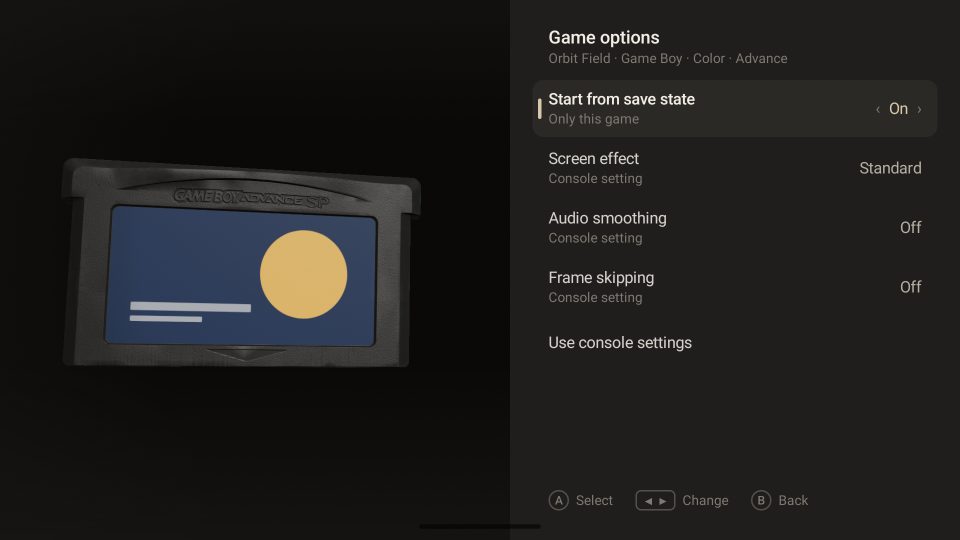 Game options
Orbit Field · Game Boy · Color · Advance
Start from save state
Only this game
‹ On ›
Screen effect
Console setting
Standard
Audio smoothing
Console setting
Off
Frame skipping
Console setting
Off
Use console settings
GAME BOY ADVANCE SP
A Select
◄ ► Change
B Back